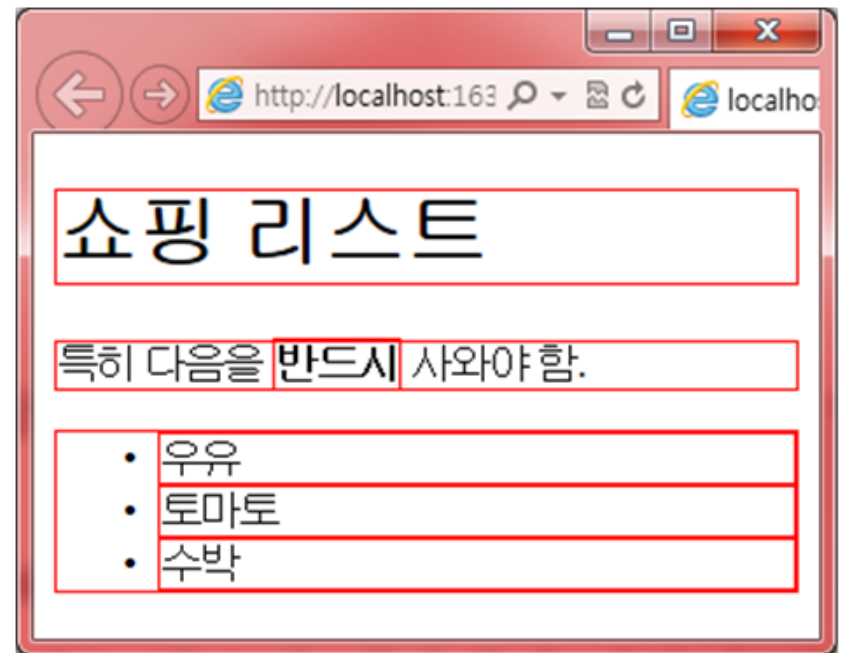 http://localhost:163
localho
쇼핑 리스트
특히 다음을 반드시 사와야 함.
• 우유
• 토마토
• 수박